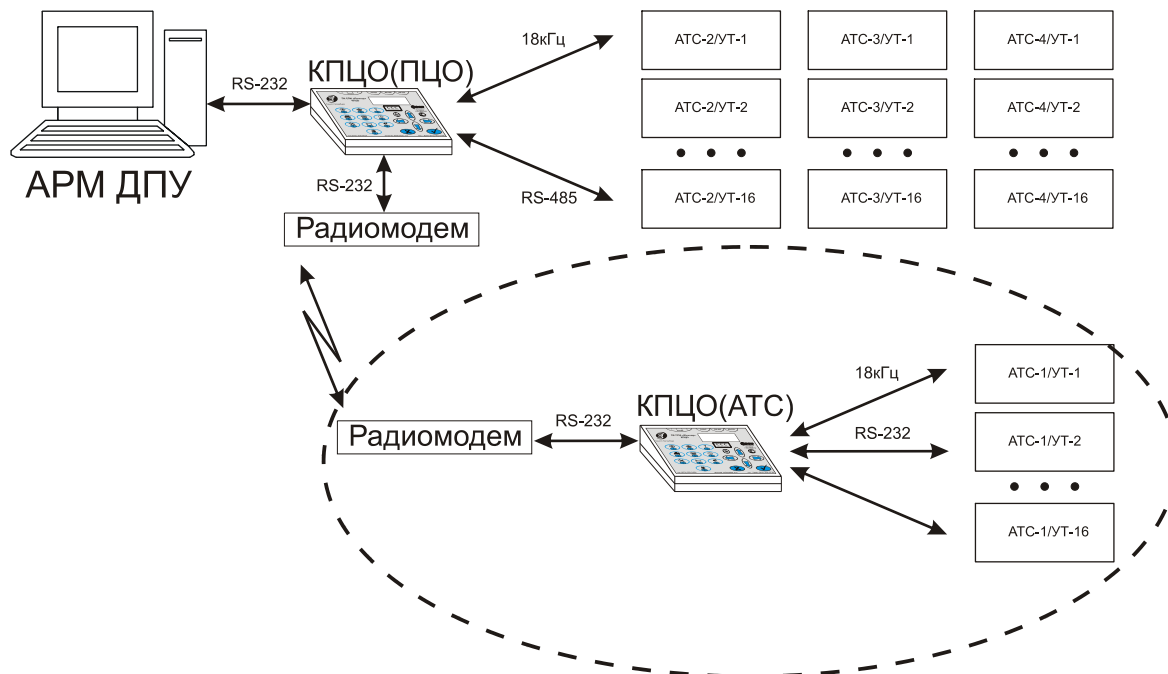 18кГц
АТС-2/УТ-1
АТС-3/УТ-1
АТС-4/УТ-1
КПЦО(ПЦО)
RS-232
АТС-2/УТ-2
АТС-3/УТ-2
АТС-4/УТ-2
АРМ ДПУ
RS-232
RS-485
АТС-2/УТ-16
АТС-3/УТ-16
АТС-4/УТ-16
Радиомодем
18кГц
АТС-1/УТ-1
КПЦО(АТС)
Радиомодем
RS-232
RS-232
АТС-1/УТ-2
АТС-1/УТ-16